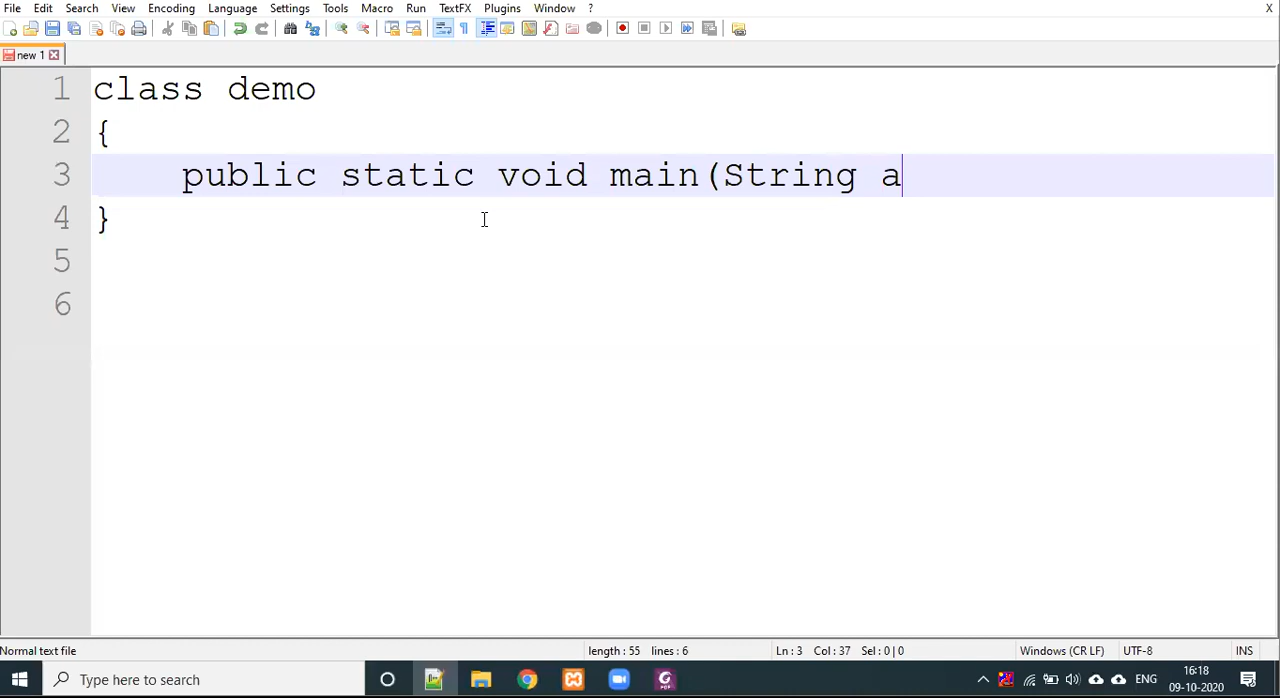 File Edit Search View Encoding Language Settings Tools Macro Run TextFX Plugins Window ? X
new 1
1 class demo
2 {
3 public static void main(String a
4 }
5
6
Normal text file length : 55 lines : 6 Ln : 3 Col : 37 Sel : 0 | 0 Windows (CR LF) UTF-8 INS
Type here to search ENG 16:18
09-10-2020